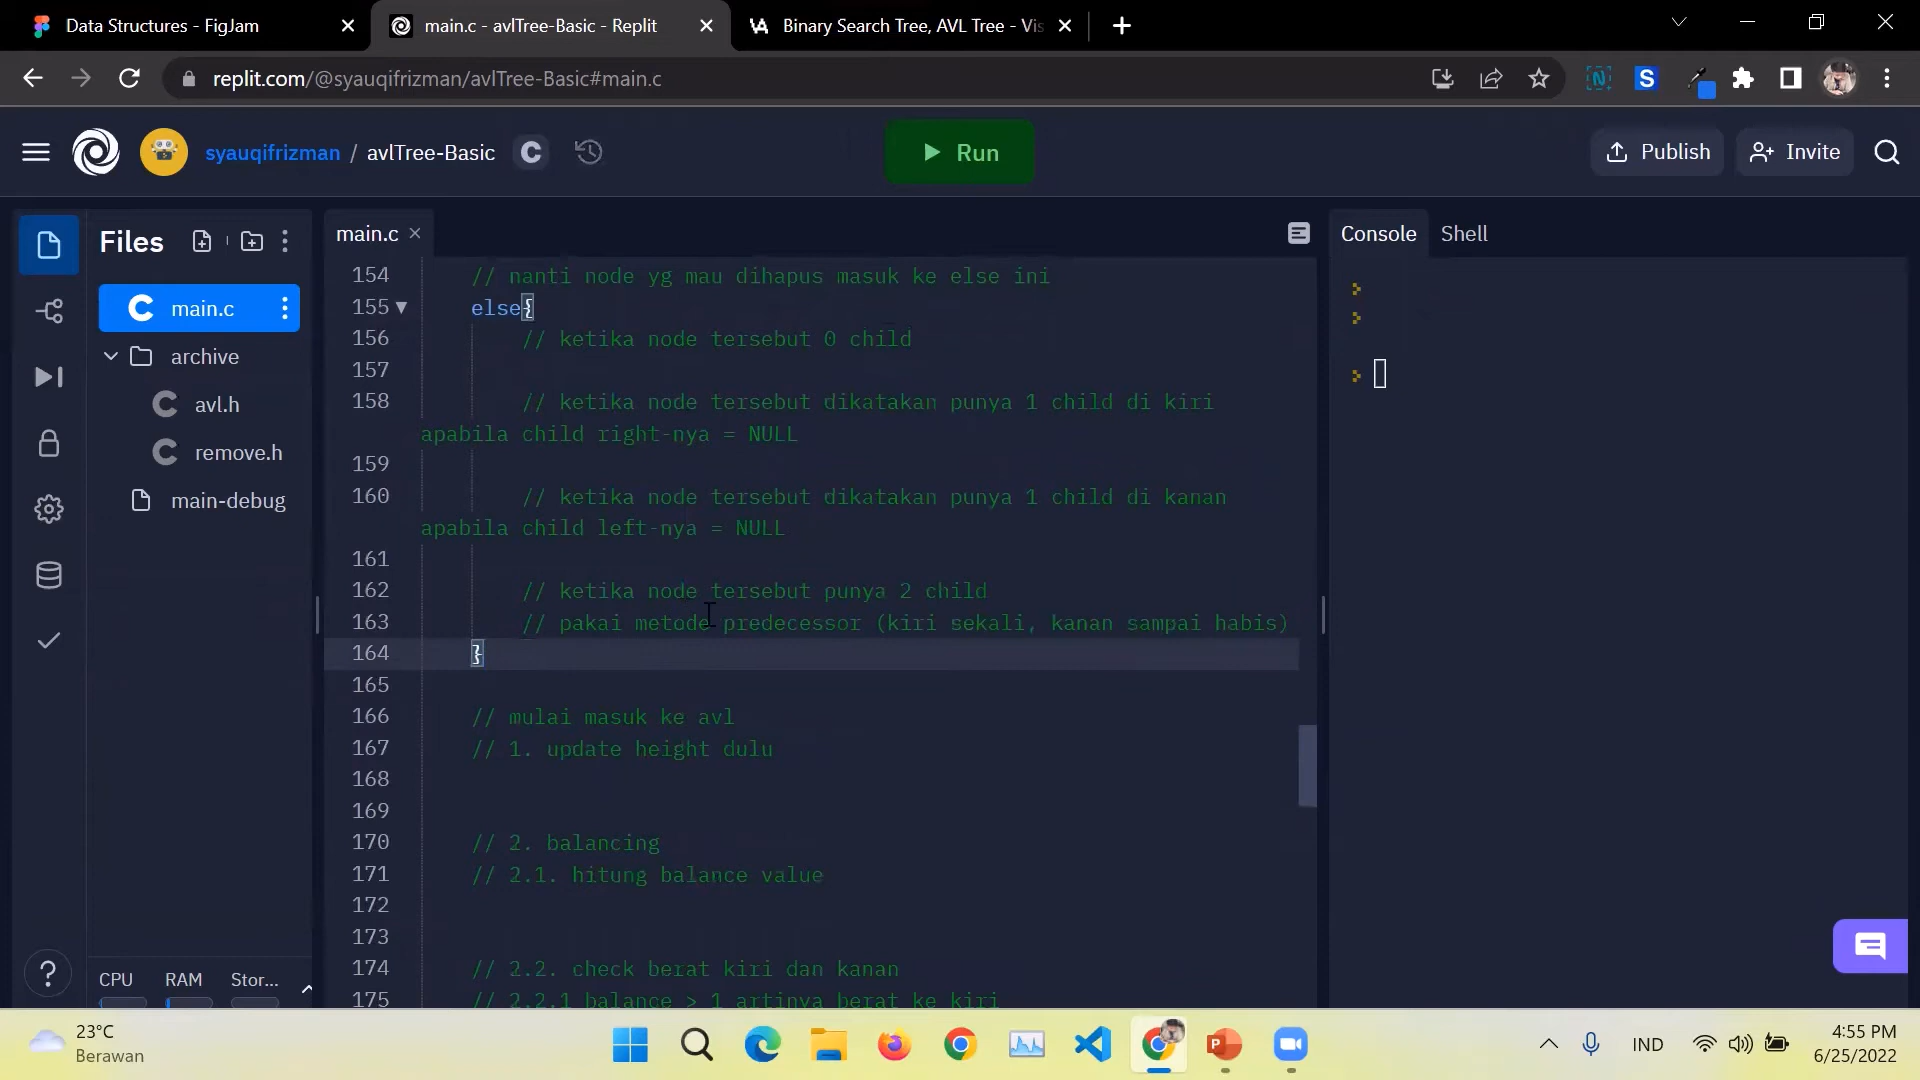 Data Structures - FigJam
main.c - avlTree-Basic - Replit
Binary Search Tree, AVL Tree - Vis
replit.com/@syauqifrizman/avlTree-Basic#main.c
syauqifrizman / avlTree-Basic
Run
Publish
Invite
Files
main.c
archive
avl.h
remove.h
main-debug
CPU RAM Stor...
main.c
154 // nanti node yg mau dihapus masuk ke else ini
155 else{
156 // ketika node tersebut 0 child
157
158 // ketika node tersebut dikatakan punya 1 child di kiri
apabila child right-nya = NULL
159
160 // ketika node tersebut dikatakan punya 1 child di kanan
apabila child left-nya = NULL
161
162 // ketika node tersebut punya 2 child
163 // pakai metode predecessor (kiri sekali, kanan sampai habis)
164 }
165
166 // mulai masuk ke avl
167 // 1. update height dulu
168
169
170 // 2. balancing
171 // 2.1. hitung balance value
172
173
174 // 2.2. check berat kiri dan kanan
175 // 2.2.1 balance > 1 artinya berat ke kiri
Console Shell
23°C
Berawan
IND
4:55 PM
6/25/2022